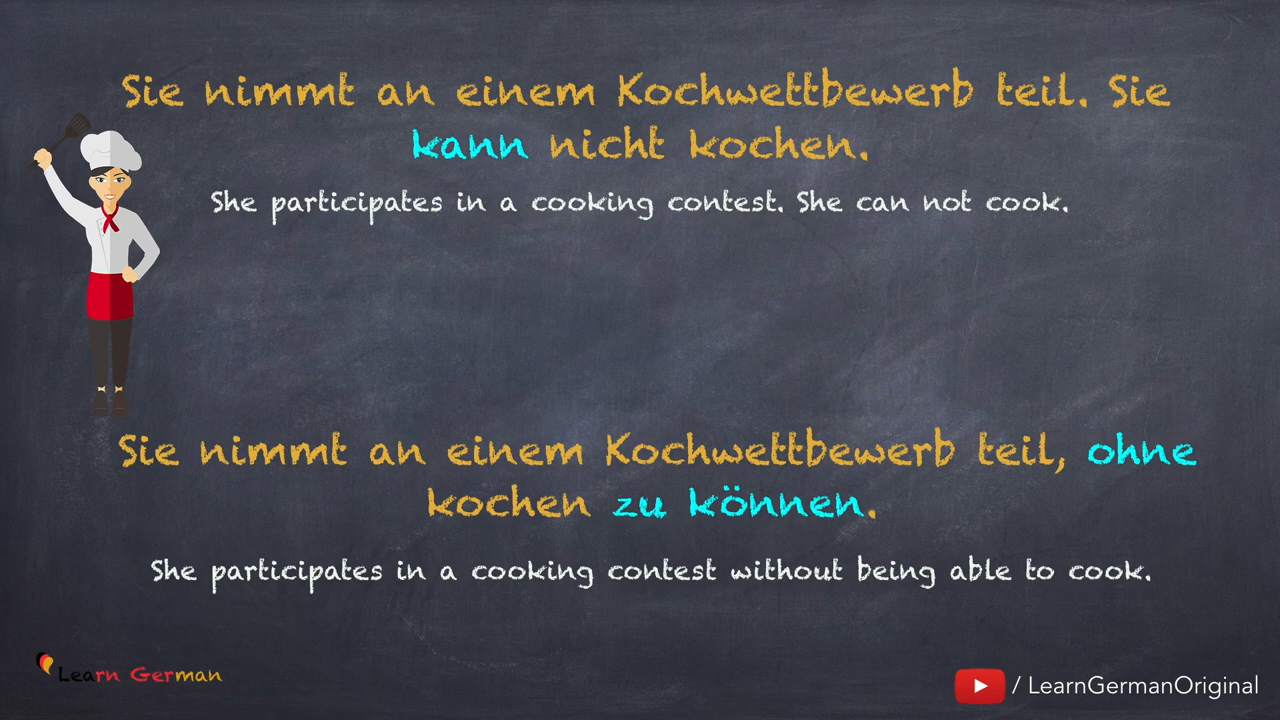 Sie nimmt an einem Kochwettbewerb teil. Sie
kann nicht kochen.
She participates in a cooking contest. She can not cook.
Sie nimmt an einem Kochwettbewerb teil, ohne
kochen zu können.
She participates in a cooking contest without being able to cook.
Learn German
/ LearnGermanOriginal